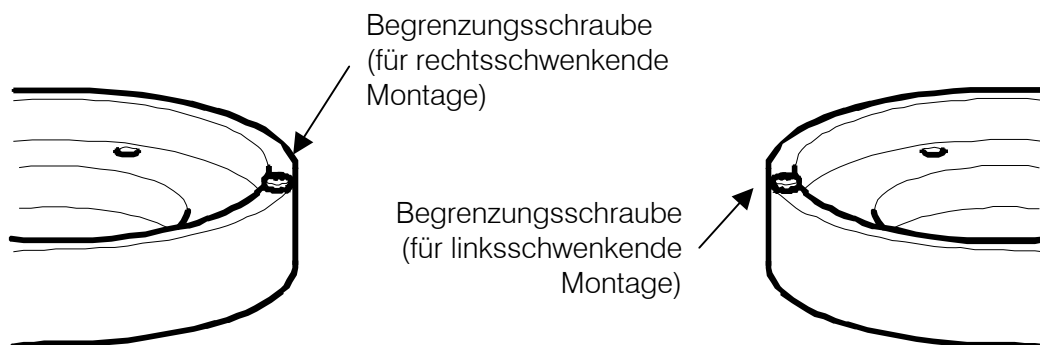 Begrenzungsschraube
(für rechtsschwenkende
Montage)
Begrenzungsschraube
(für linksschwenkende
Montage)